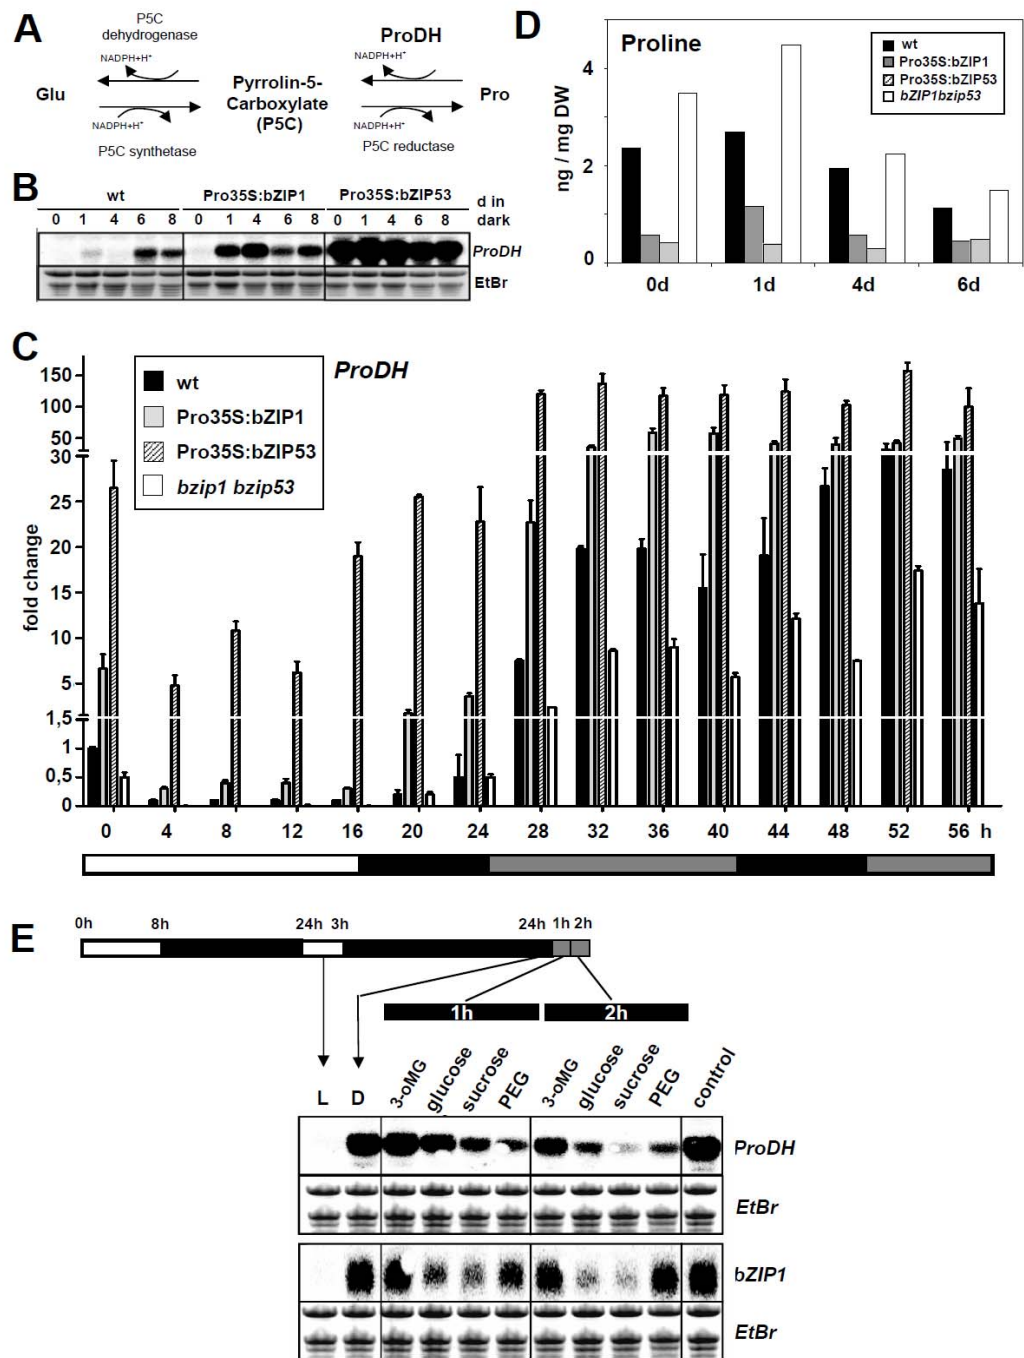 A
P5C
dehydrogenase
NADPH+H+
Glu
NADPH+H+
P5C synthetase
Pyrrolin-5-
Carboxylate
(P5C)
ProDH
NADPH+H+
Pro
NADPH+H+
P5C reductase
B
wt Pro35S:bZIP1 Pro35S:bZIP53 d in
0 1 4 6 8 0 1 4 6 8 0 1 4 6 8 dark
ProDH
EtBr
D
Proline
wt
Pro35S:bZIP1
Pro35S:bZIP53
bZIP1bzip53
ng / mg DW
4
2
0
0d 1d 4d 6d
C
ProDH
wt
Pro35S:bZIP1
Pro35S:bZIP53
bzip1 bzip53
fold change
150
100
50
30
25
20
15
10
5
1,5
1
0,5
0
0 4 8 12 16 20 24 28 32 36 40 44 48 52 56 h
E
0h 8h 24h 3h 24h 1h 2h
1h 2h
L D 3-oMG glucose sucrose PEG 3-oMG glucose sucrose PEG control
ProDH
EtBr
bZIP1
EtBr